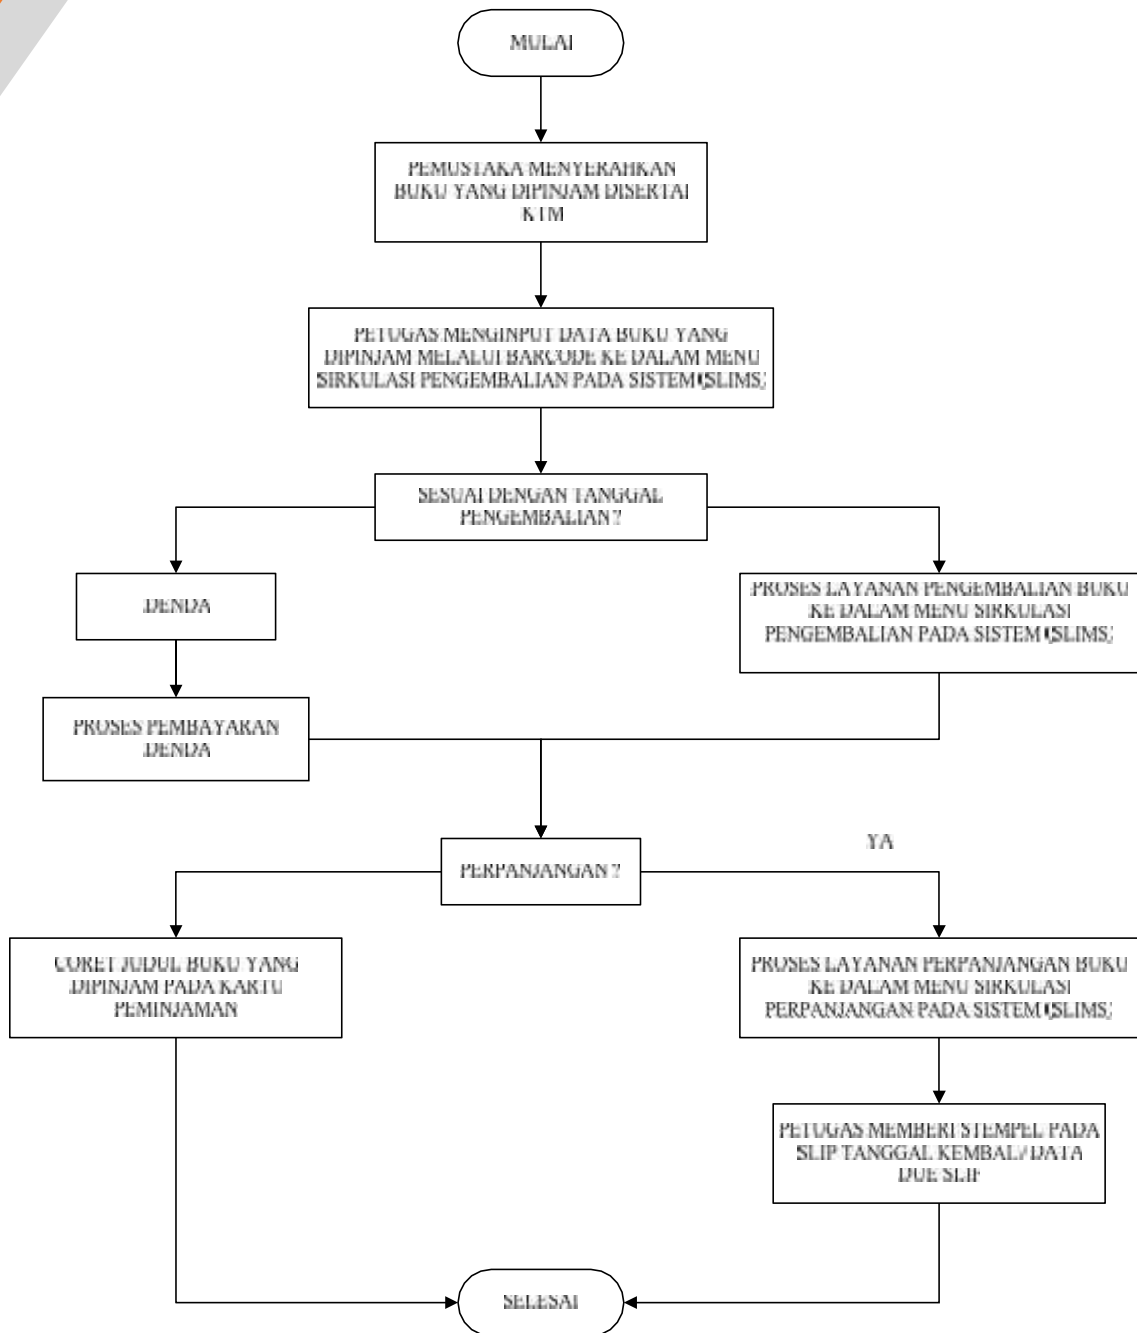 MULAI
PEMUSTAKA MENYERAHKAN
BUKU YANG DIPINJAM DISERTAI
KTM
PETUGAS MENGINPUT DATA BUKU YANG
DIPINJAM MELALUI BARCODE KE DALAM MENU
SIRKULASI PENGEMBALIAN PADA SISTEM (SLIMS)
SESUAI DENGAN TANGGAL
PENGEMBALIAN?
DENDA
PROSES LAYANAN PENGEMBALIAN BUKU
KE DALAM MENU SIRKULASI
PENGEMBALIAN PADA SISTEM (SLIMS)
PROSES PEMBAYARAN
DENDA
YA
PERPANJANGAN?
CORET JUDUL BUKU YANG
DIPINJAM PADA KARTU
PEMINJAMAN
PROSES LAYANAN PERPANJANGAN BUKU
KE DALAM MENU SIRKULASI
PERPANJANGAN PADA SISTEM (SLIMS)
PETUGAS MEMBERI STEMPEL PADA
SLIP TANGGAL KEMBALI/ DATA
DUE SLIP
SELESAI